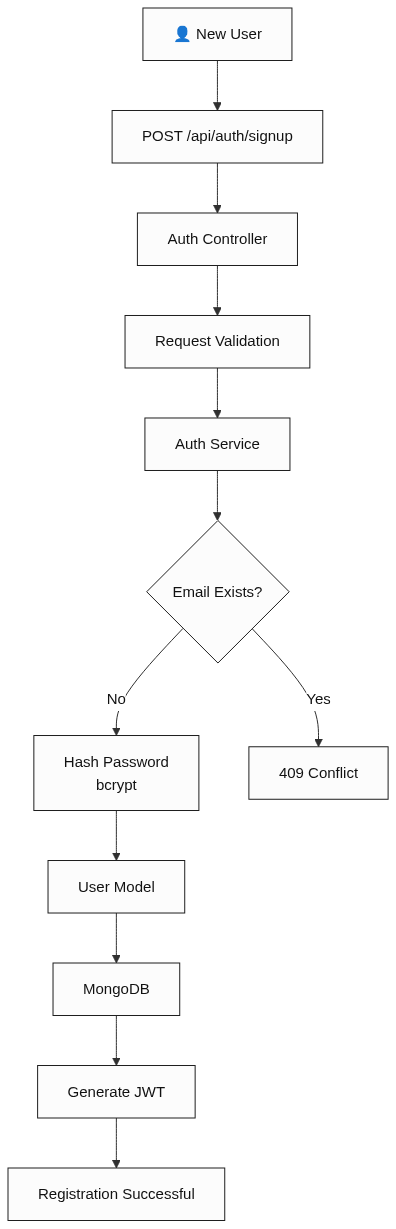 👤 New User
POST /api/auth/signup
Auth Controller
Request Validation
Auth Service
Email Exists?
No
Yes
Hash Password
bcrypt
409 Conflict
User Model
MongoDB
Generate JWT
Registration Successful